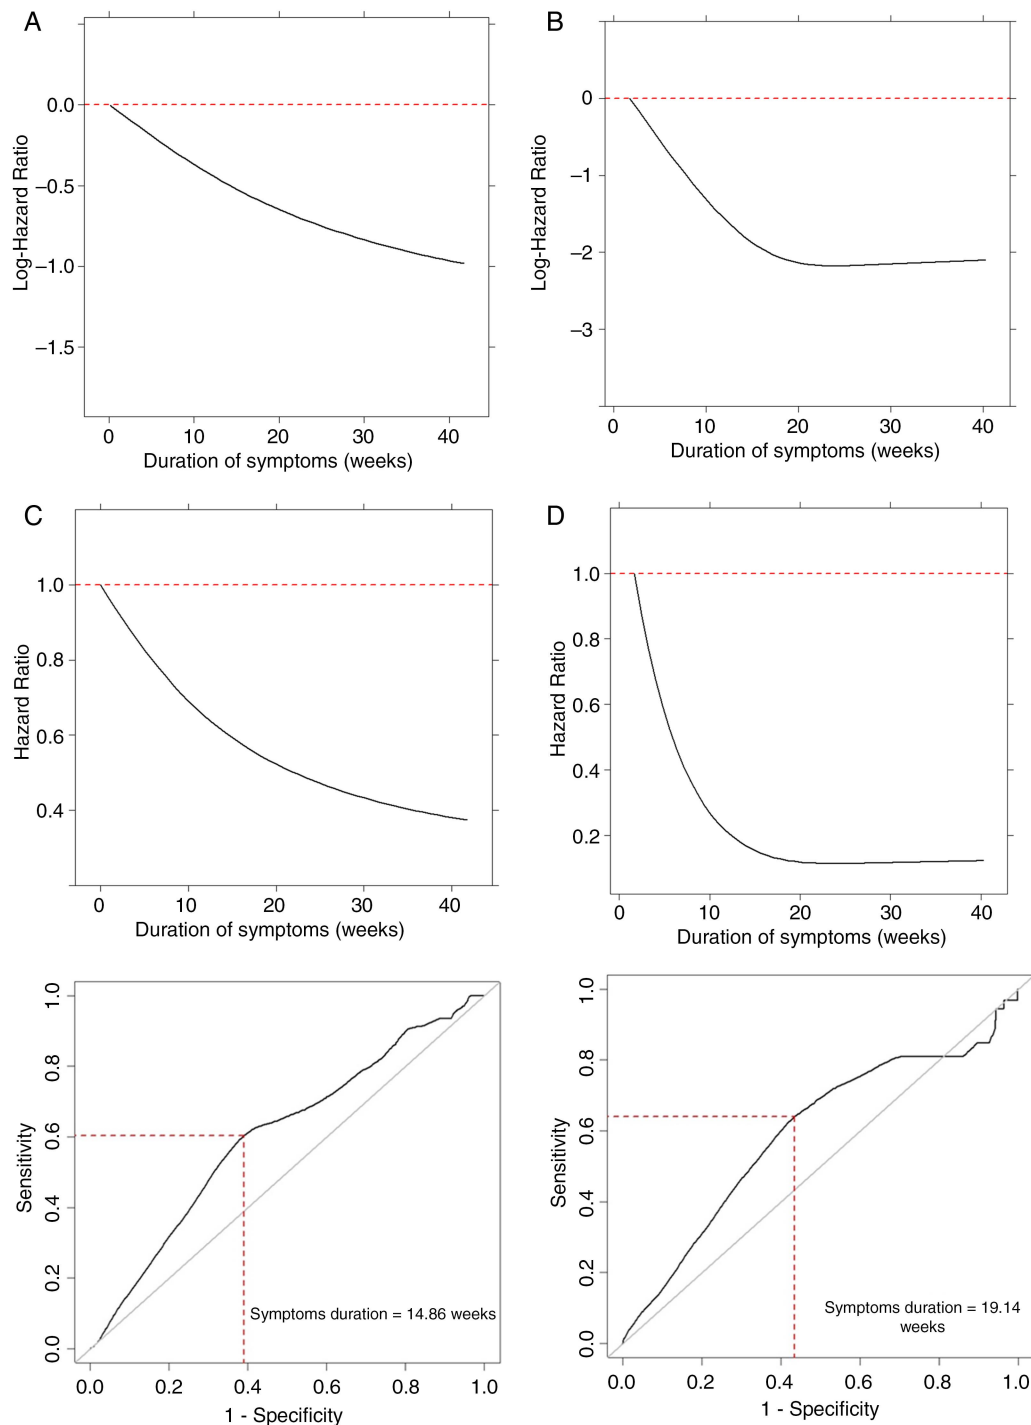 A
Log-Hazard Ratio
0.0
−0.5
−1.0
−1.5
0 10 20 30 40
Duration of symptoms (weeks)
B
Log-Hazard Ratio
0
−1
−2
−3
0 10 20 30 40
Duration of symptoms (weeks)
C
Hazard Ratio
1.0
0.8
0.6
0.4
0 10 20 30 40
Duration of symptoms (weeks)
D
Hazard Ratio
1.0
0.8
0.6
0.4
0.2
0 10 20 30 40
Duration of symptoms (weeks)
Sensitivity
1.0
0.8
0.6
0.4
0.2
0.0
Symptoms duration = 14.86 weeks
0.0 0.2 0.4 0.6 0.8 1.0
1 - Specificity
Sensitivity
1.0
0.8
0.6
0.4
0.2
0.0
Symptoms duration = 19.14
weeks
0.0 0.2 0.4 0.6 0.8 1.0
1 - Specificity